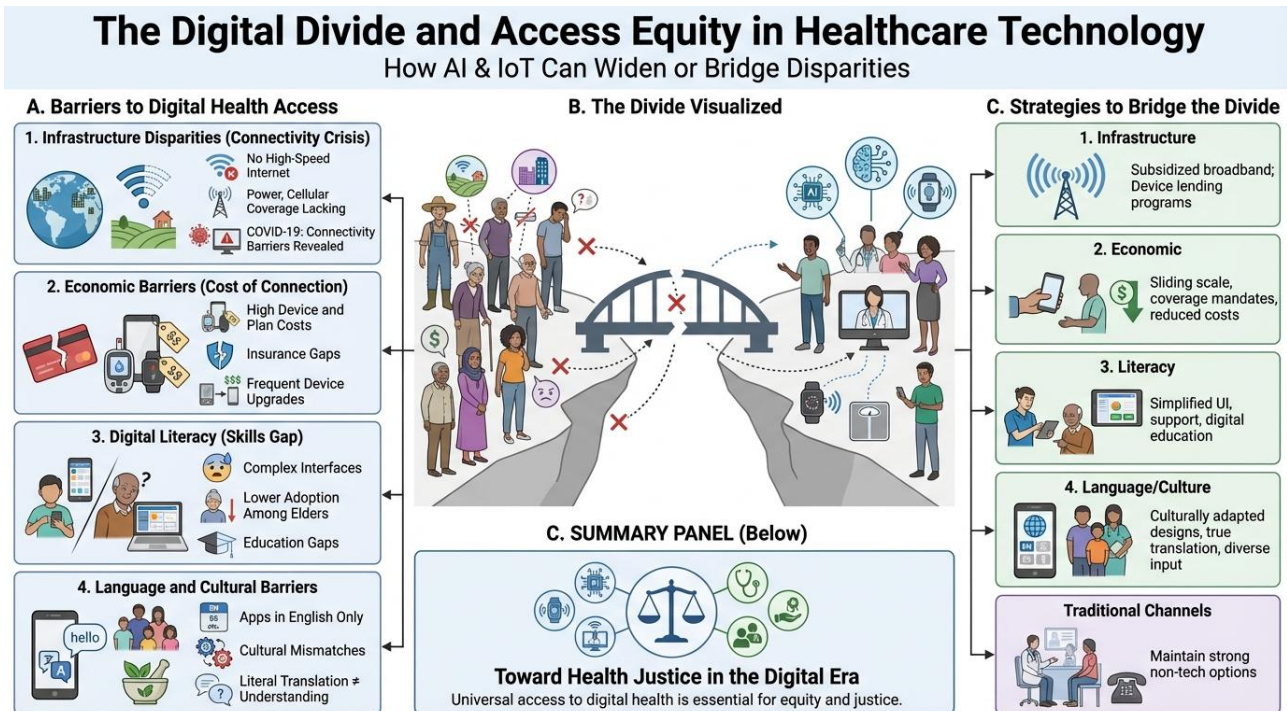 The Digital Divide and Access Equity in Healthcare Technology
How AI & IoT Can Widen or Bridge Disparities
A. Barriers to Digital Health Access
1. Infrastructure Disparities (Connectivity Crisis)
No High-Speed
Internet
Power, Cellular
Coverage Lacking
COVID-19: Connectivity
Barriers Revealed
2. Economic Barriers (Cost of Connection)
High Device and
Plan Costs
Insurance Gaps
$$$
Frequent Device
Upgrades
3. Digital Literacy (Skills Gap)
?
Complex Interfaces
Lower Adoption
Among Elders
Education Gaps
4. Language and Cultural Barriers
hello
A
EN
Apps in English Only
Cultural Mismatches
?
Literal Translation ≠
Understanding
B. The Divide Visualized
?
$
AI
C. SUMMARY PANEL (Below)
Toward Health Justice in the Digital Era
Universal access to digital health is essential for equity and justice.
C. Strategies to Bridge the Divide
1. Infrastructure
Subsidized broadband;
Device lending
programs
2. Economic
$
Sliding scale,
coverage mandates,
reduced costs
3. Literacy
Simplified UI,
support, digital
education
4. Language/Culture
Culturally adapted
designs, true
translation, diverse
input
Traditional Channels
Maintain strong
non-tech options